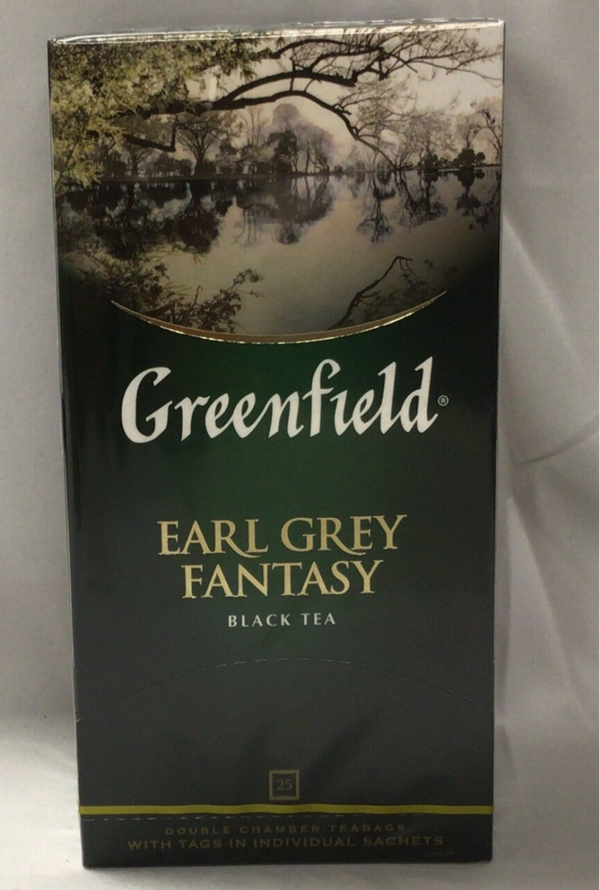 Greenfield®
EARL GREY
FANTASY
BLACK TEA
25
DOUBLE CHAMBER TEABAGS
WITH TAGS IN INDIVIDUAL SACHETS